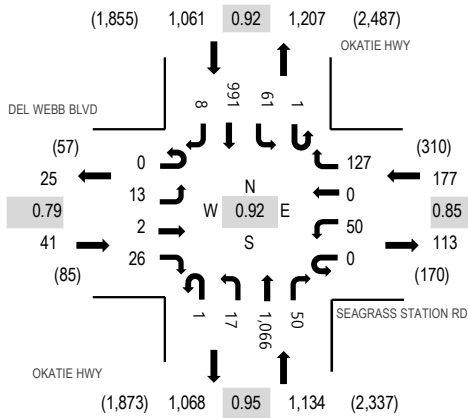 (1,855) 1,061 0.92 1,207 (2,487)
OKATIE HWY
DEL WEBB BLVD
8 991 61 1
(57)
25
0.79
41
(85)
0
13
2
26
N
W 0.92 E
S
127
0
50
0
(310)
177
0.85
113
(170)
1 17 1,066 50
SEAGRASS STATION RD
OKATIE HWY
(1,873) 1,068 0.95 1,134 (2,337)